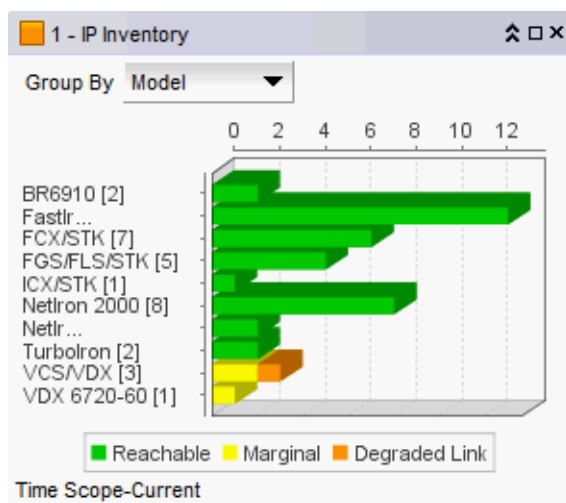 1 - IP Inventory
Group By Model
0 2 4 6 8 10 12
BR6910 [2]
FastIr...
FCX/STK [7]
FGS/FLS/STK [5]
ICX/STK [1]
NetIron 2000 [8]
NetIr...
TurboIron [2]
VCS/VDX [3]
VDX 6720-60 [1]
Reachable Marginal Degraded Link
Time Scope-Current